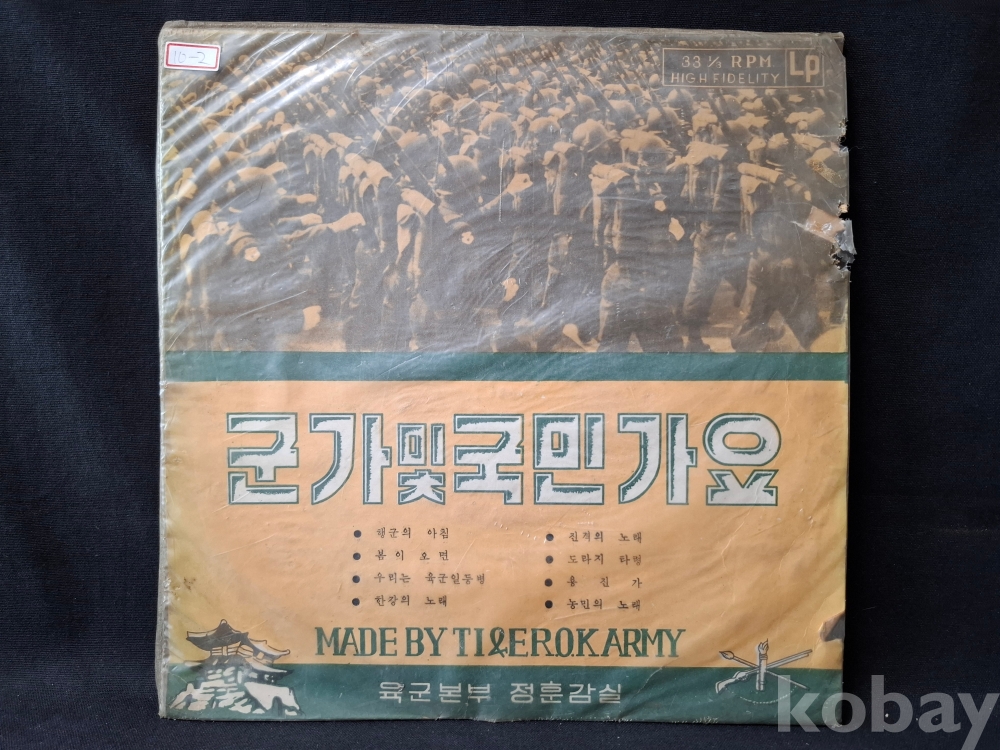 10-2
33 1/3 RPM
HIGH FIDELITY
LP
군가및국민가요
● 행군의 아침
● 봄이 오면
● 우리는 육군일등병
● 한강의 노래
● 진격의 노래
● 도라지 타령
● 용진가
● 농민의 노래
MADE BY TI&E R.O.K ARMY
육군본부 정훈감실
kobay